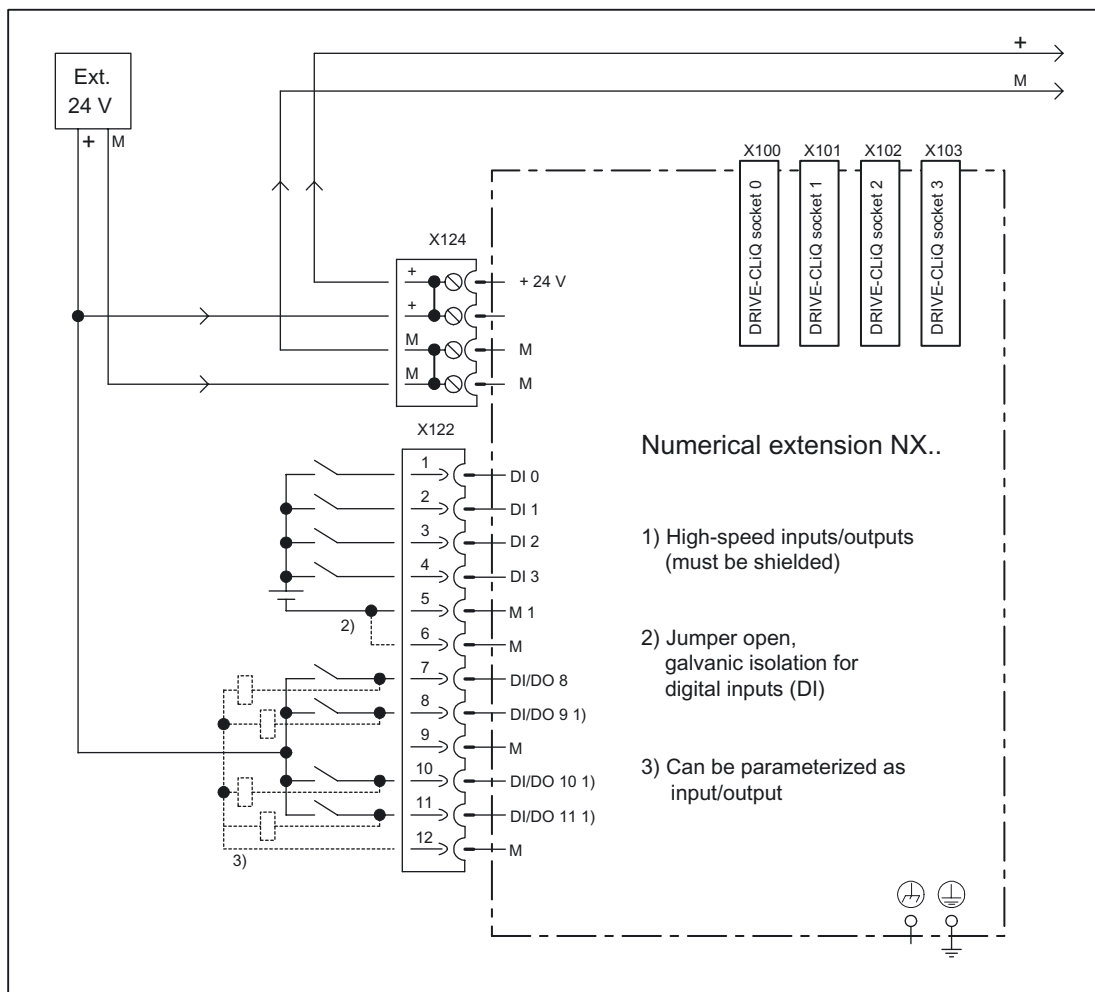 +
M
Ext.
24 V
+ M
X100 X101 X102 X103
DRIVE-CLiQ socket 0
DRIVE-CLiQ socket 1
DRIVE-CLiQ socket 2
DRIVE-CLiQ socket 3
X124
+ + 24 V
+
M M
M M
X122
1 DI 0
2 DI 1
3 DI 2
4 DI 3
5 M 1
2)
6 M
7 DI/DO 8
8 DI/DO 9 1)
9 M
10 DI/DO 10 1)
11 DI/DO 11 1)
12 M
3)
Numerical extension NX..
1) High-speed inputs/outputs
(must be shielded)
2) Jumper open,
galvanic isolation for
digital inputs (DI)
3) Can be parameterized as
input/output